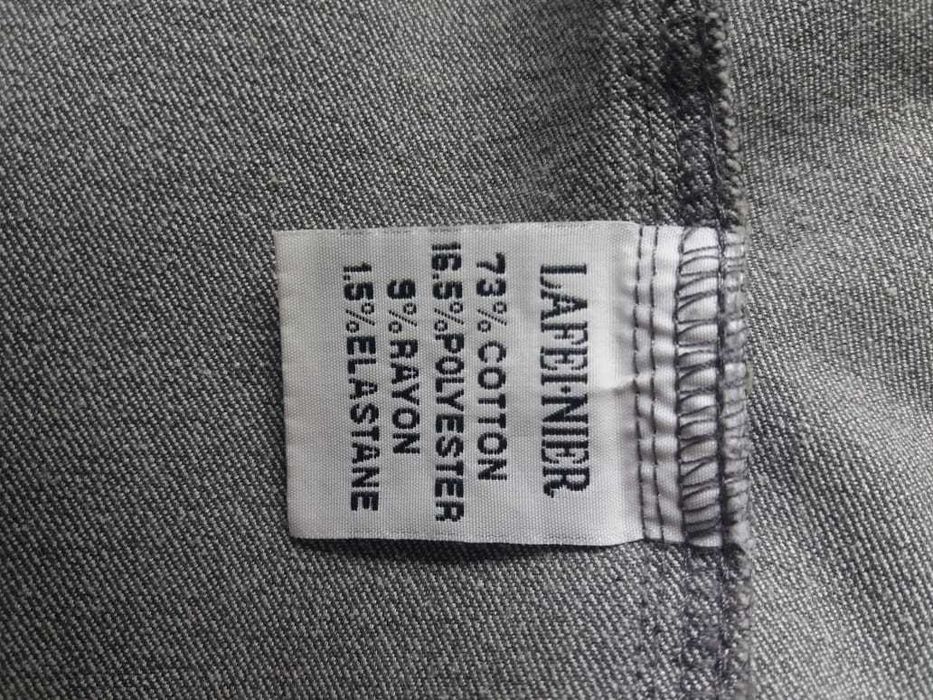 LAFEI·NIER
73% COTTON
16.5%POLYESTER
9%RAYON
1.5%ELASTANE